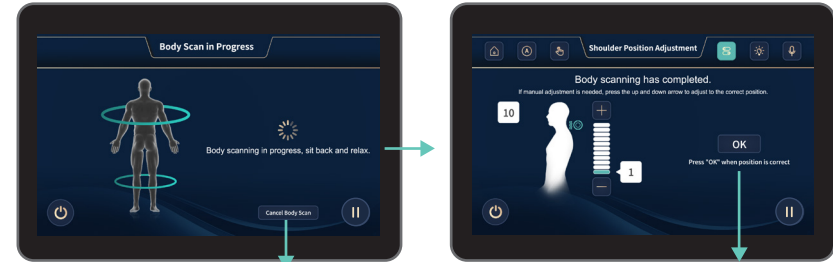 Body Scan in Progress
Body scanning in progress, sit back and relax.
Cancel Body Scan
A
Shoulder Position Adjustment
Body scanning has completed.
If manual adjustment is needed, press the up and down arrow to adjust to the correct position.
10
1
OK
Press "OK" when position is correct